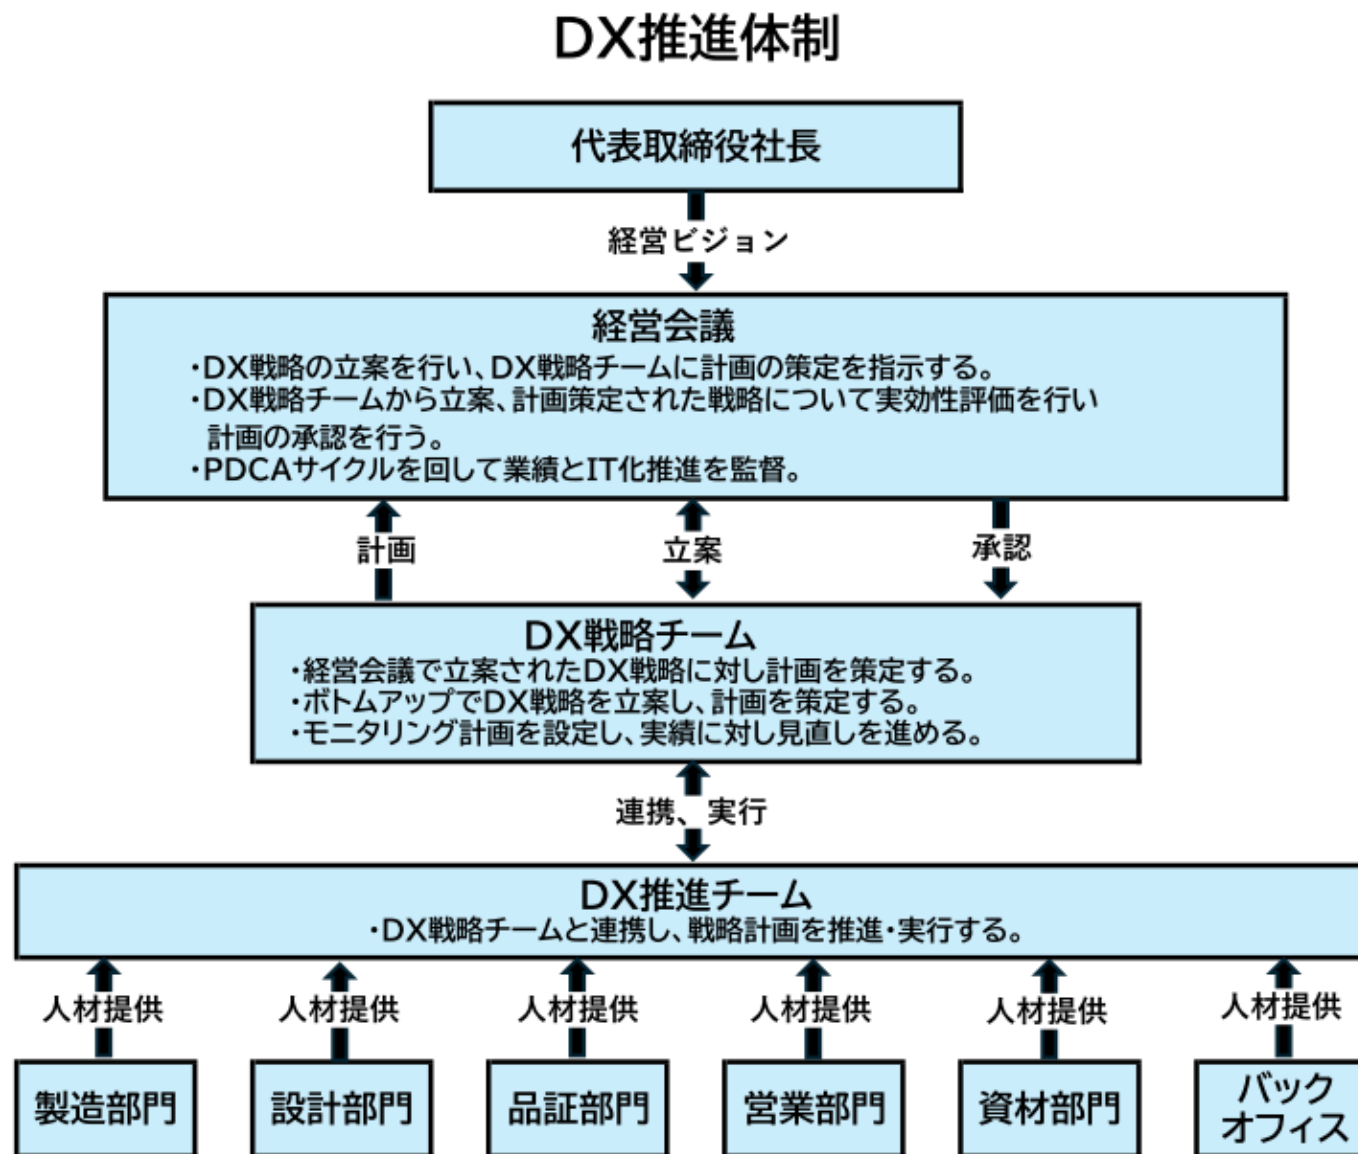 DX推進体制
代表取締役社長
経営ビジョン
経営会議
・DX戦略の立案を行い、DX戦略チームに計画の策定を指示する。
・DX戦略チームから立案、計画策定された戦略について実効性評価を行い
計画の承認を行う。
・PDCAサイクルを回して業績とIT化推進を監督。
計画 立案 承認
DX戦略チーム
・経営会議で立案されたDX戦略に対し計画を策定する。
・ボトムアップでDX戦略を立案し、計画を策定する。
・モニタリング計画を設定し、実績に対し見直しを進める。
連携、実行
DX推進チーム
・DX戦略チームと連携し、戦略計画を推進・実行する。
人材提供 人材提供 人材提供 人材提供 人材提供 人材提供
製造部門 設計部門 品証部門 営業部門 資材部門 バック
オフィス